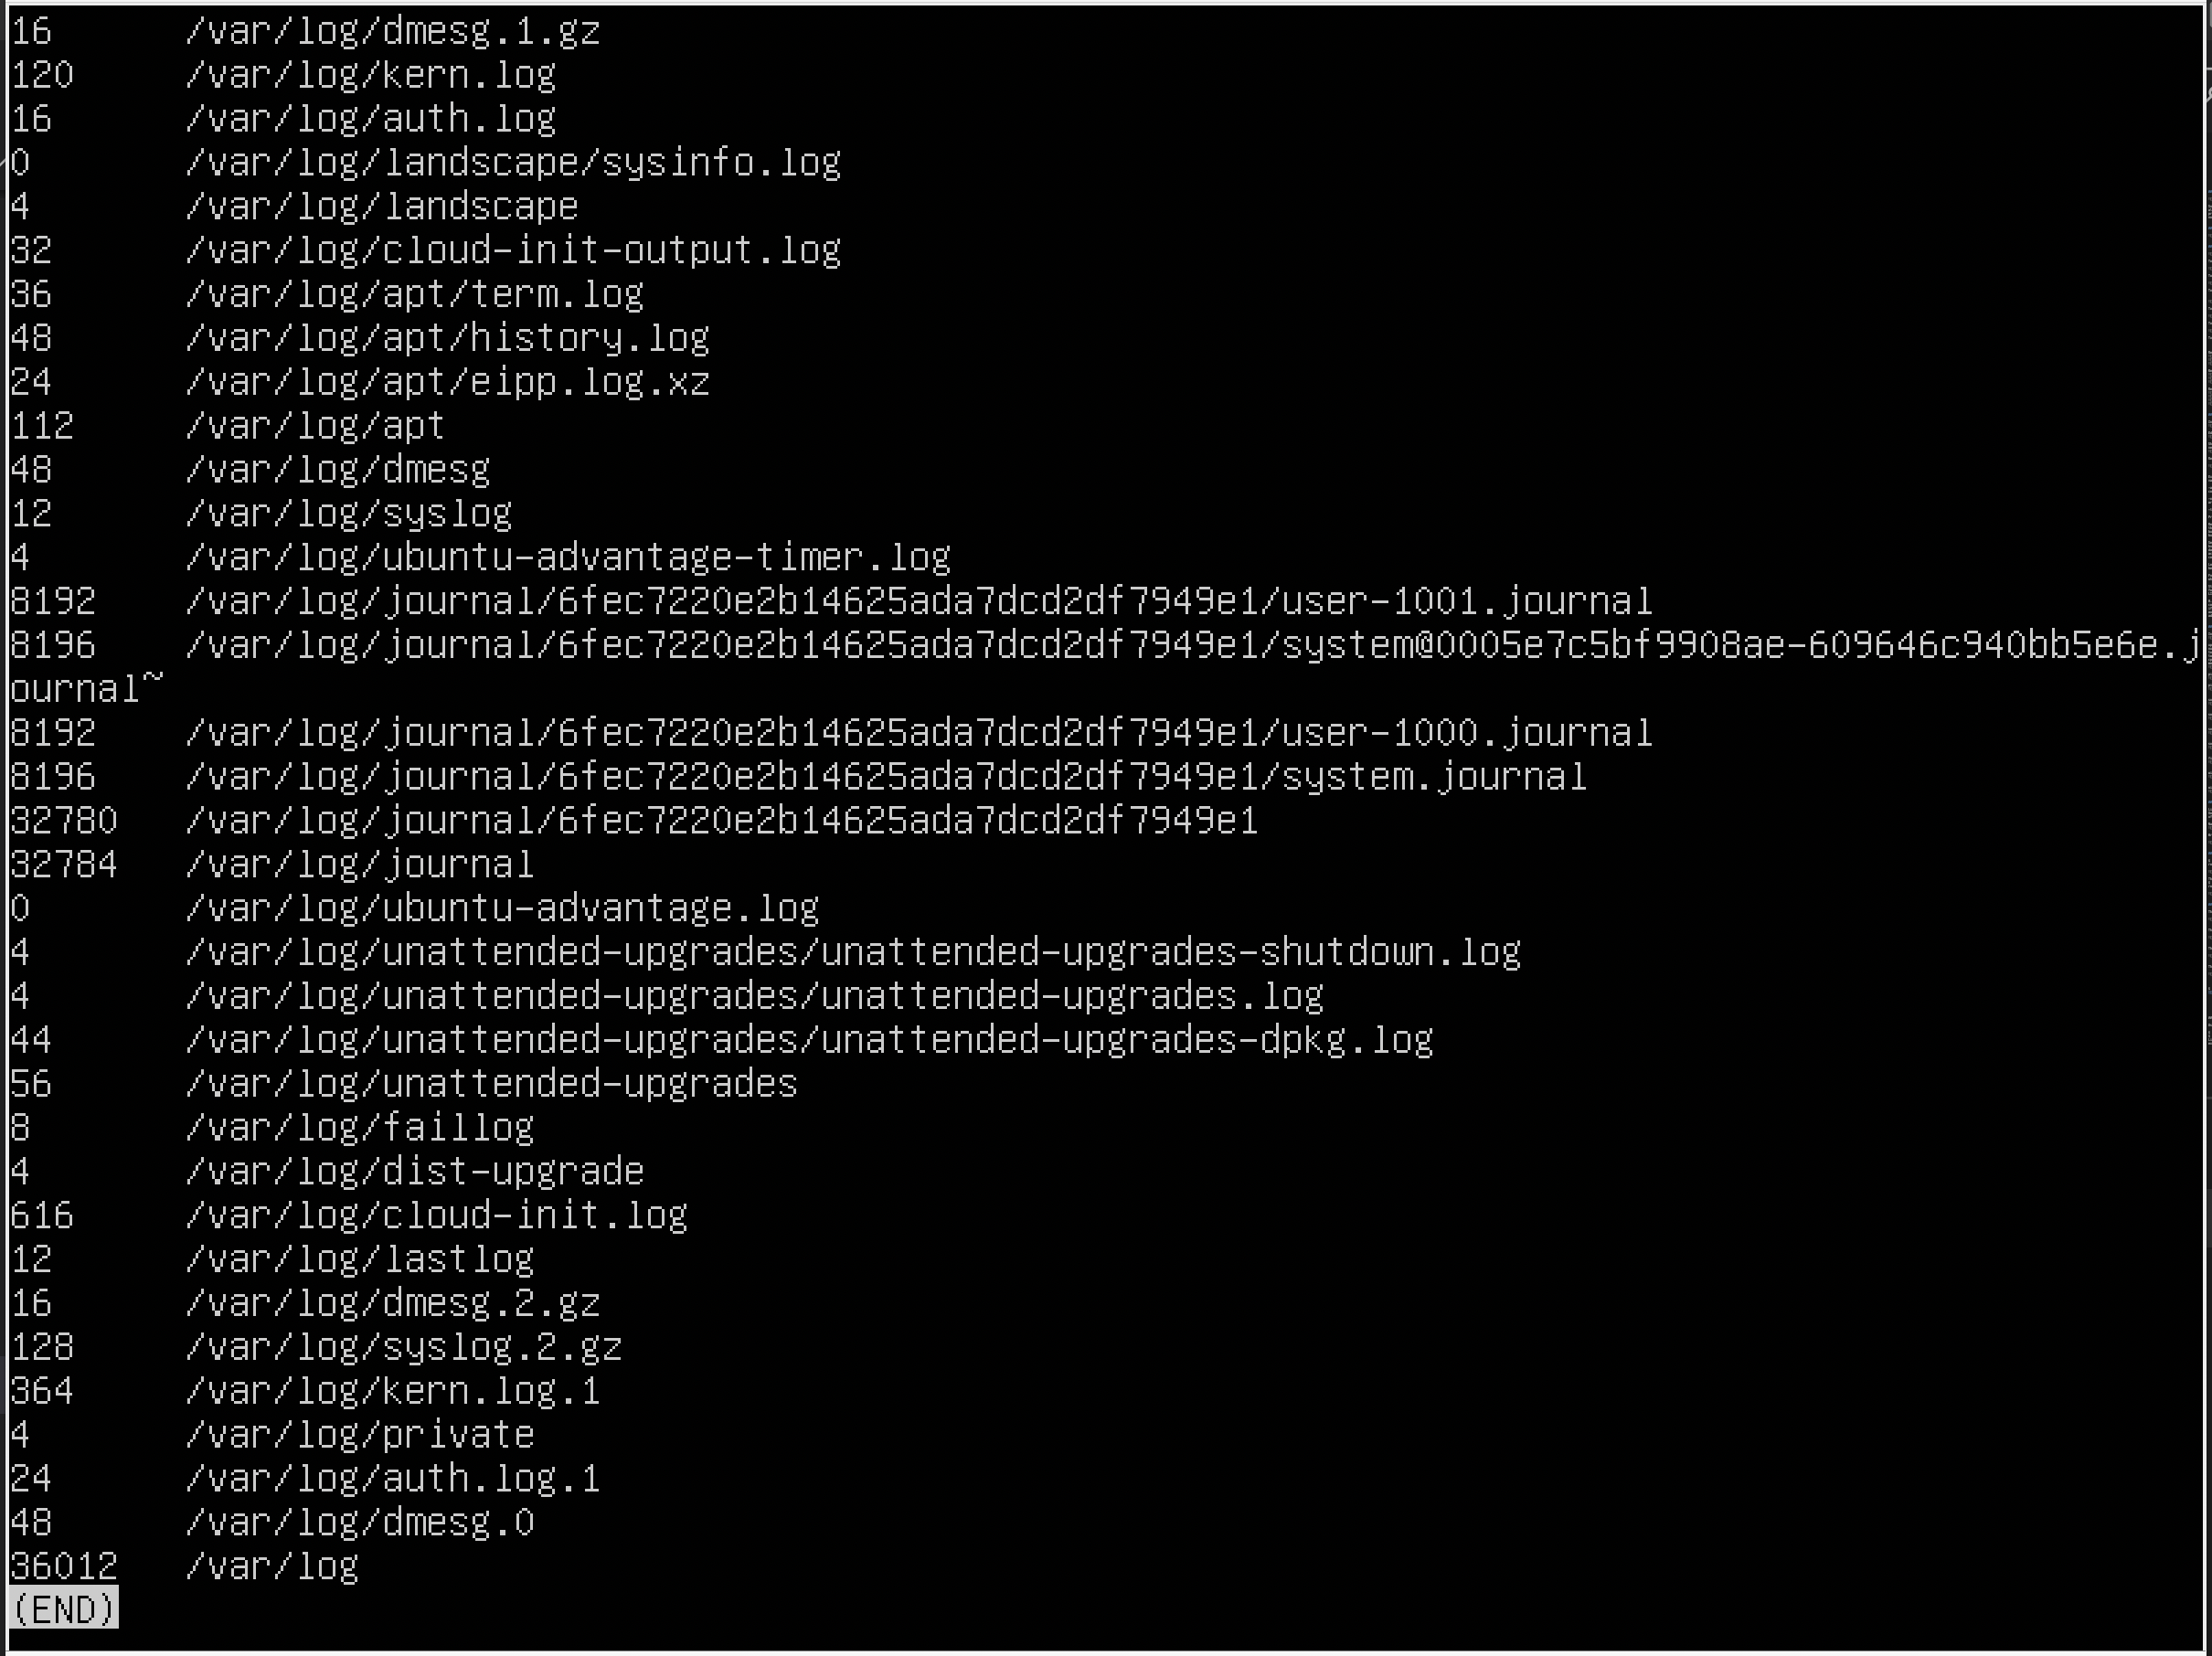 16      /var/log/dmesg.1.gz
120     /var/log/kern.log
16      /var/log/auth.log
0       /var/log/landscape/sysinfo.log
4       /var/log/landscape
32      /var/log/cloud-init-output.log
36      /var/log/apt/term.log
48      /var/log/apt/history.log
24      /var/log/apt/eipp.log.xz
112     /var/log/apt
48      /var/log/dmesg
12      /var/log/syslog
4       /var/log/ubuntu-advantage-timer.log
8192    /var/log/journal/6fec7220e2b14625ada7dcd2df7949e1/user-1001.journal
8196    /var/log/journal/6fec7220e2b14625ada7dcd2df7949e1/system@0005e7c5bf9908ae-609646c940bb5e6e.j
ournal~
8192    /var/log/journal/6fec7220e2b14625ada7dcd2df7949e1/user-1000.journal
8196    /var/log/journal/6fec7220e2b14625ada7dcd2df7949e1/system.journal
32780   /var/log/journal/6fec7220e2b14625ada7dcd2df7949e1
32784   /var/log/journal
0       /var/log/ubuntu-advantage.log
4       /var/log/unattended-upgrades/unattended-upgrades-shutdown.log
4       /var/log/unattended-upgrades/unattended-upgrades.log
44      /var/log/unattended-upgrades/unattended-upgrades-dpkg.log
56      /var/log/unattended-upgrades
8       /var/log/faillog
4       /var/log/dist-upgrade
616     /var/log/cloud-init.log
12      /var/log/lastlog
16      /var/log/dmesg.2.gz
128     /var/log/syslog.2.gz
364     /var/log/kern.log.1
4       /var/log/private
24      /var/log/auth.log.1
48      /var/log/dmesg.0
36012   /var/log
(END)